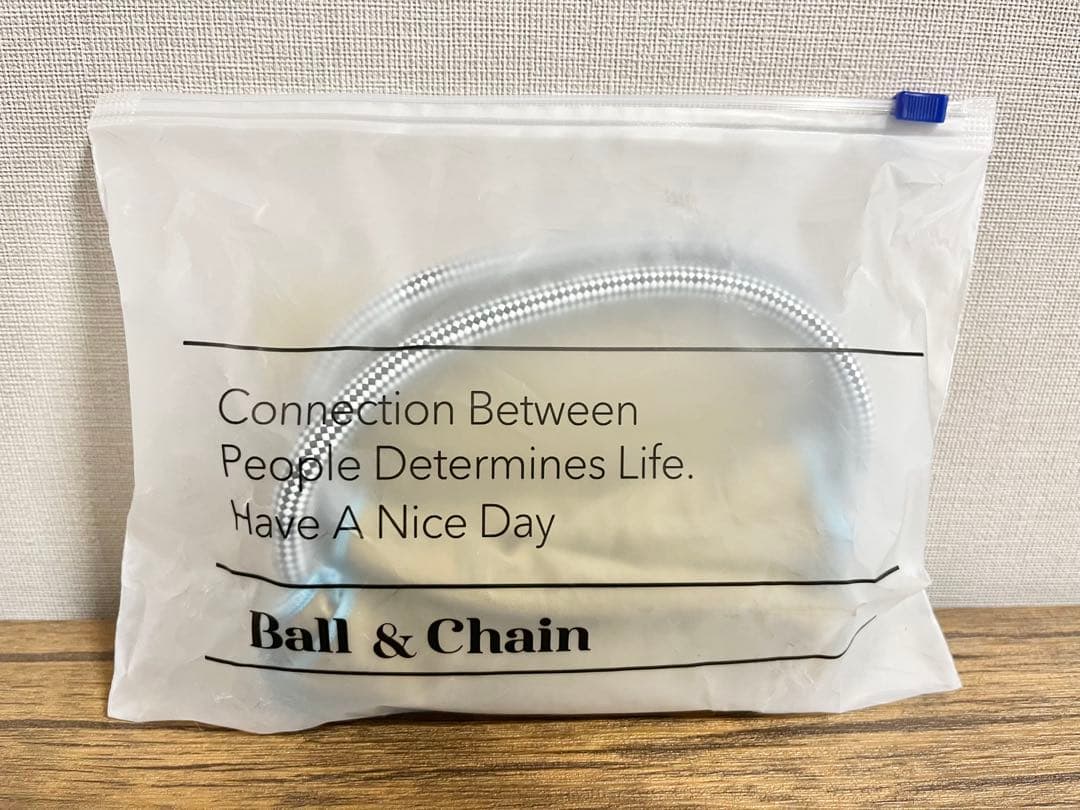 Connection Between
People Determines Life.
Have A Nice Day
Ball & Chain